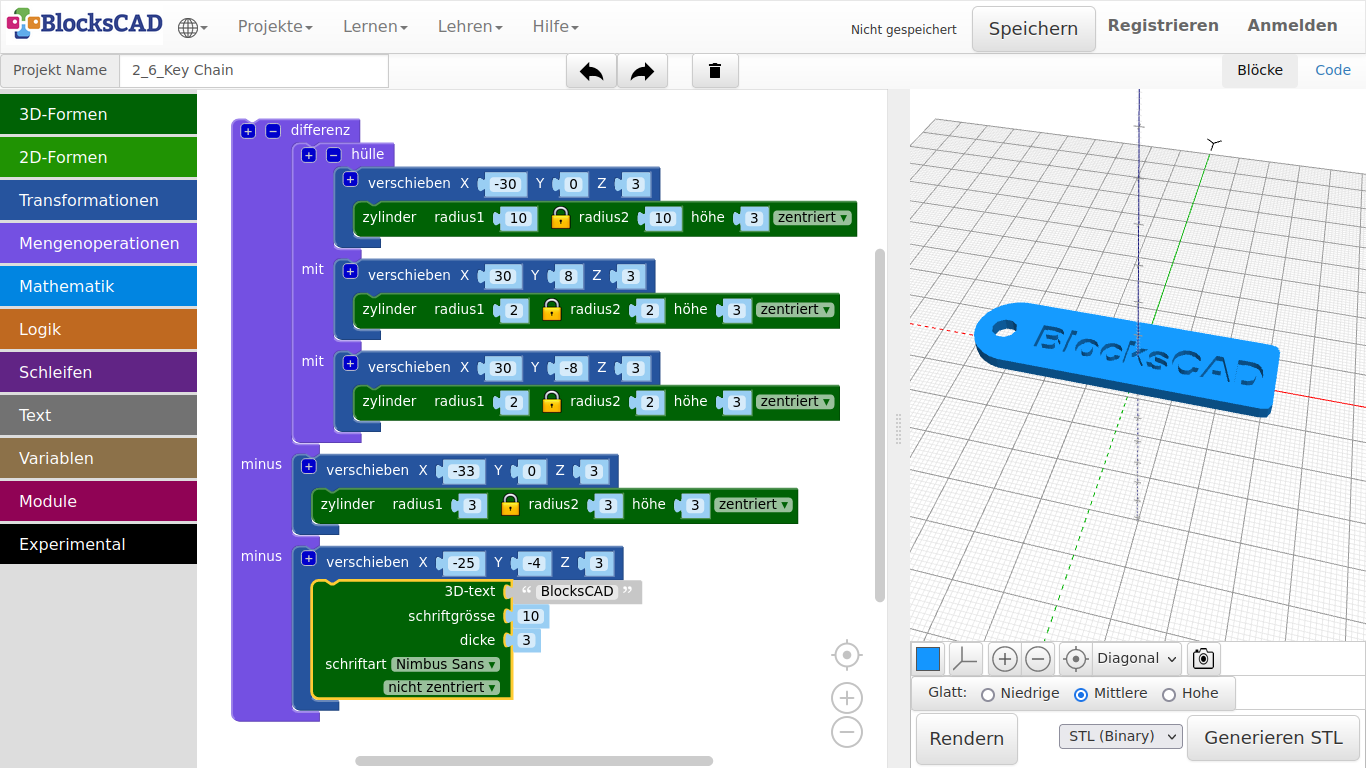 BlocksCAD Projekte Lernen Lehren Hilfe Nicht gespeichert Speichern Registrieren Anmelden
Projekt Name 2_6_Key Chain Blöcke Code
3D-Formen
2D-Formen
Transformationen
Mengenoperationen
Mathematik
Logik
Schleifen
Text
Variablen
Module
Experimental
+ − differenz
+ − hülle
+ verschieben X -30 Y 0 Z 3
zylinder radius1 10 radius2 10 höhe 3 zentriert
mit + verschieben X 30 Y 8 Z 3
zylinder radius1 2 radius2 2 höhe 3 zentriert
mit + verschieben X 30 Y -8 Z 3
zylinder radius1 2 radius2 2 höhe 3 zentriert
minus + verschieben X -33 Y 0 Z 3
zylinder radius1 3 radius2 3 höhe 3 zentriert
minus + verschieben X -25 Y -4 Z 3
3D-text “ BlocksCAD ”
schriftgrösse 10
dicke 3
schriftart Nimbus Sans
nicht zentriert
Y
BlocksCAD
Diagonal
Glatt: Niedrige Mittlere Hohe
Rendern STL (Binary) Generieren STL